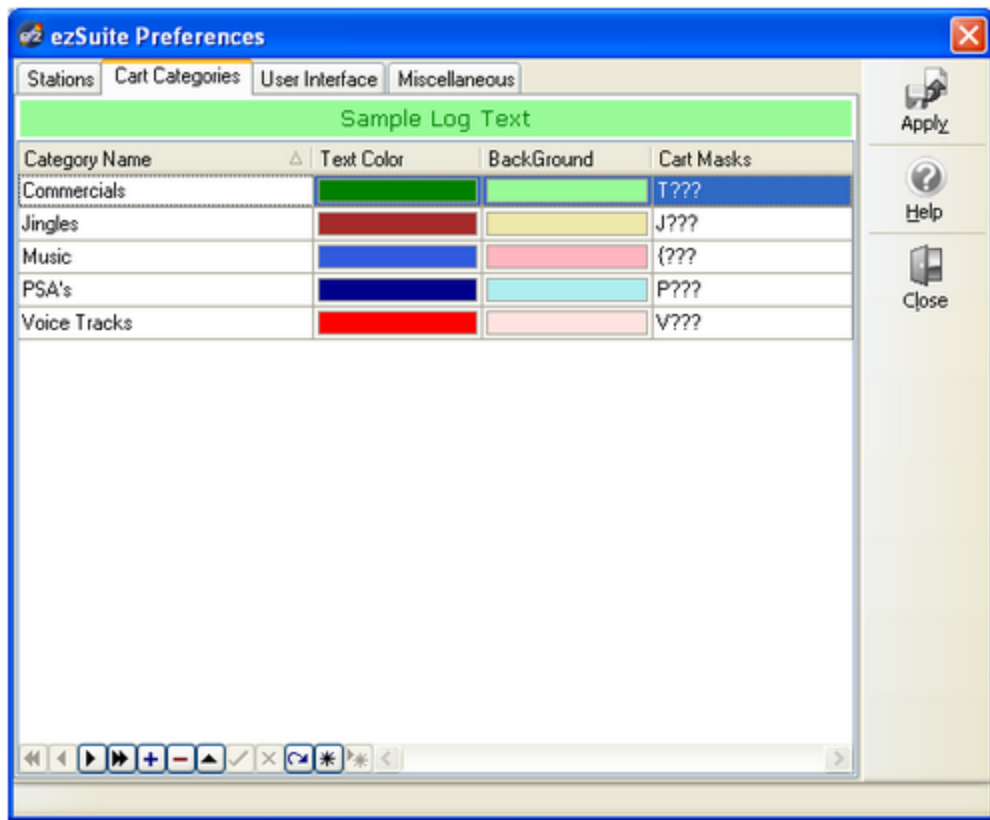 ezSuite Preferences
Stations Cart Categories User Interface Miscellaneous
Sample Log Text
Category Name Text Color BackGround Cart Masks
Commercials T???
Jingles J???
Music {???
PSA's P???
Voice Tracks V???
Apply
Help
Close